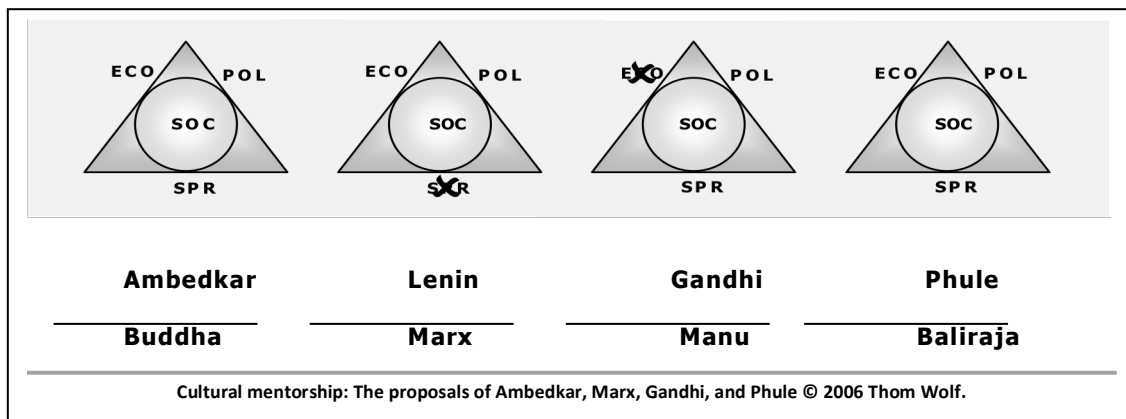 ECO POL ECO POL POL ECO POL
SOC SOC SOC SOC
SPR SPR SPR
Ambedkar Lenin Gandhi Phule
Buddha Marx Manu Baliraja
Cultural mentorship: The proposals of Ambedkar, Marx, Gandhi, and Phule © 2006 Thom Wolf.